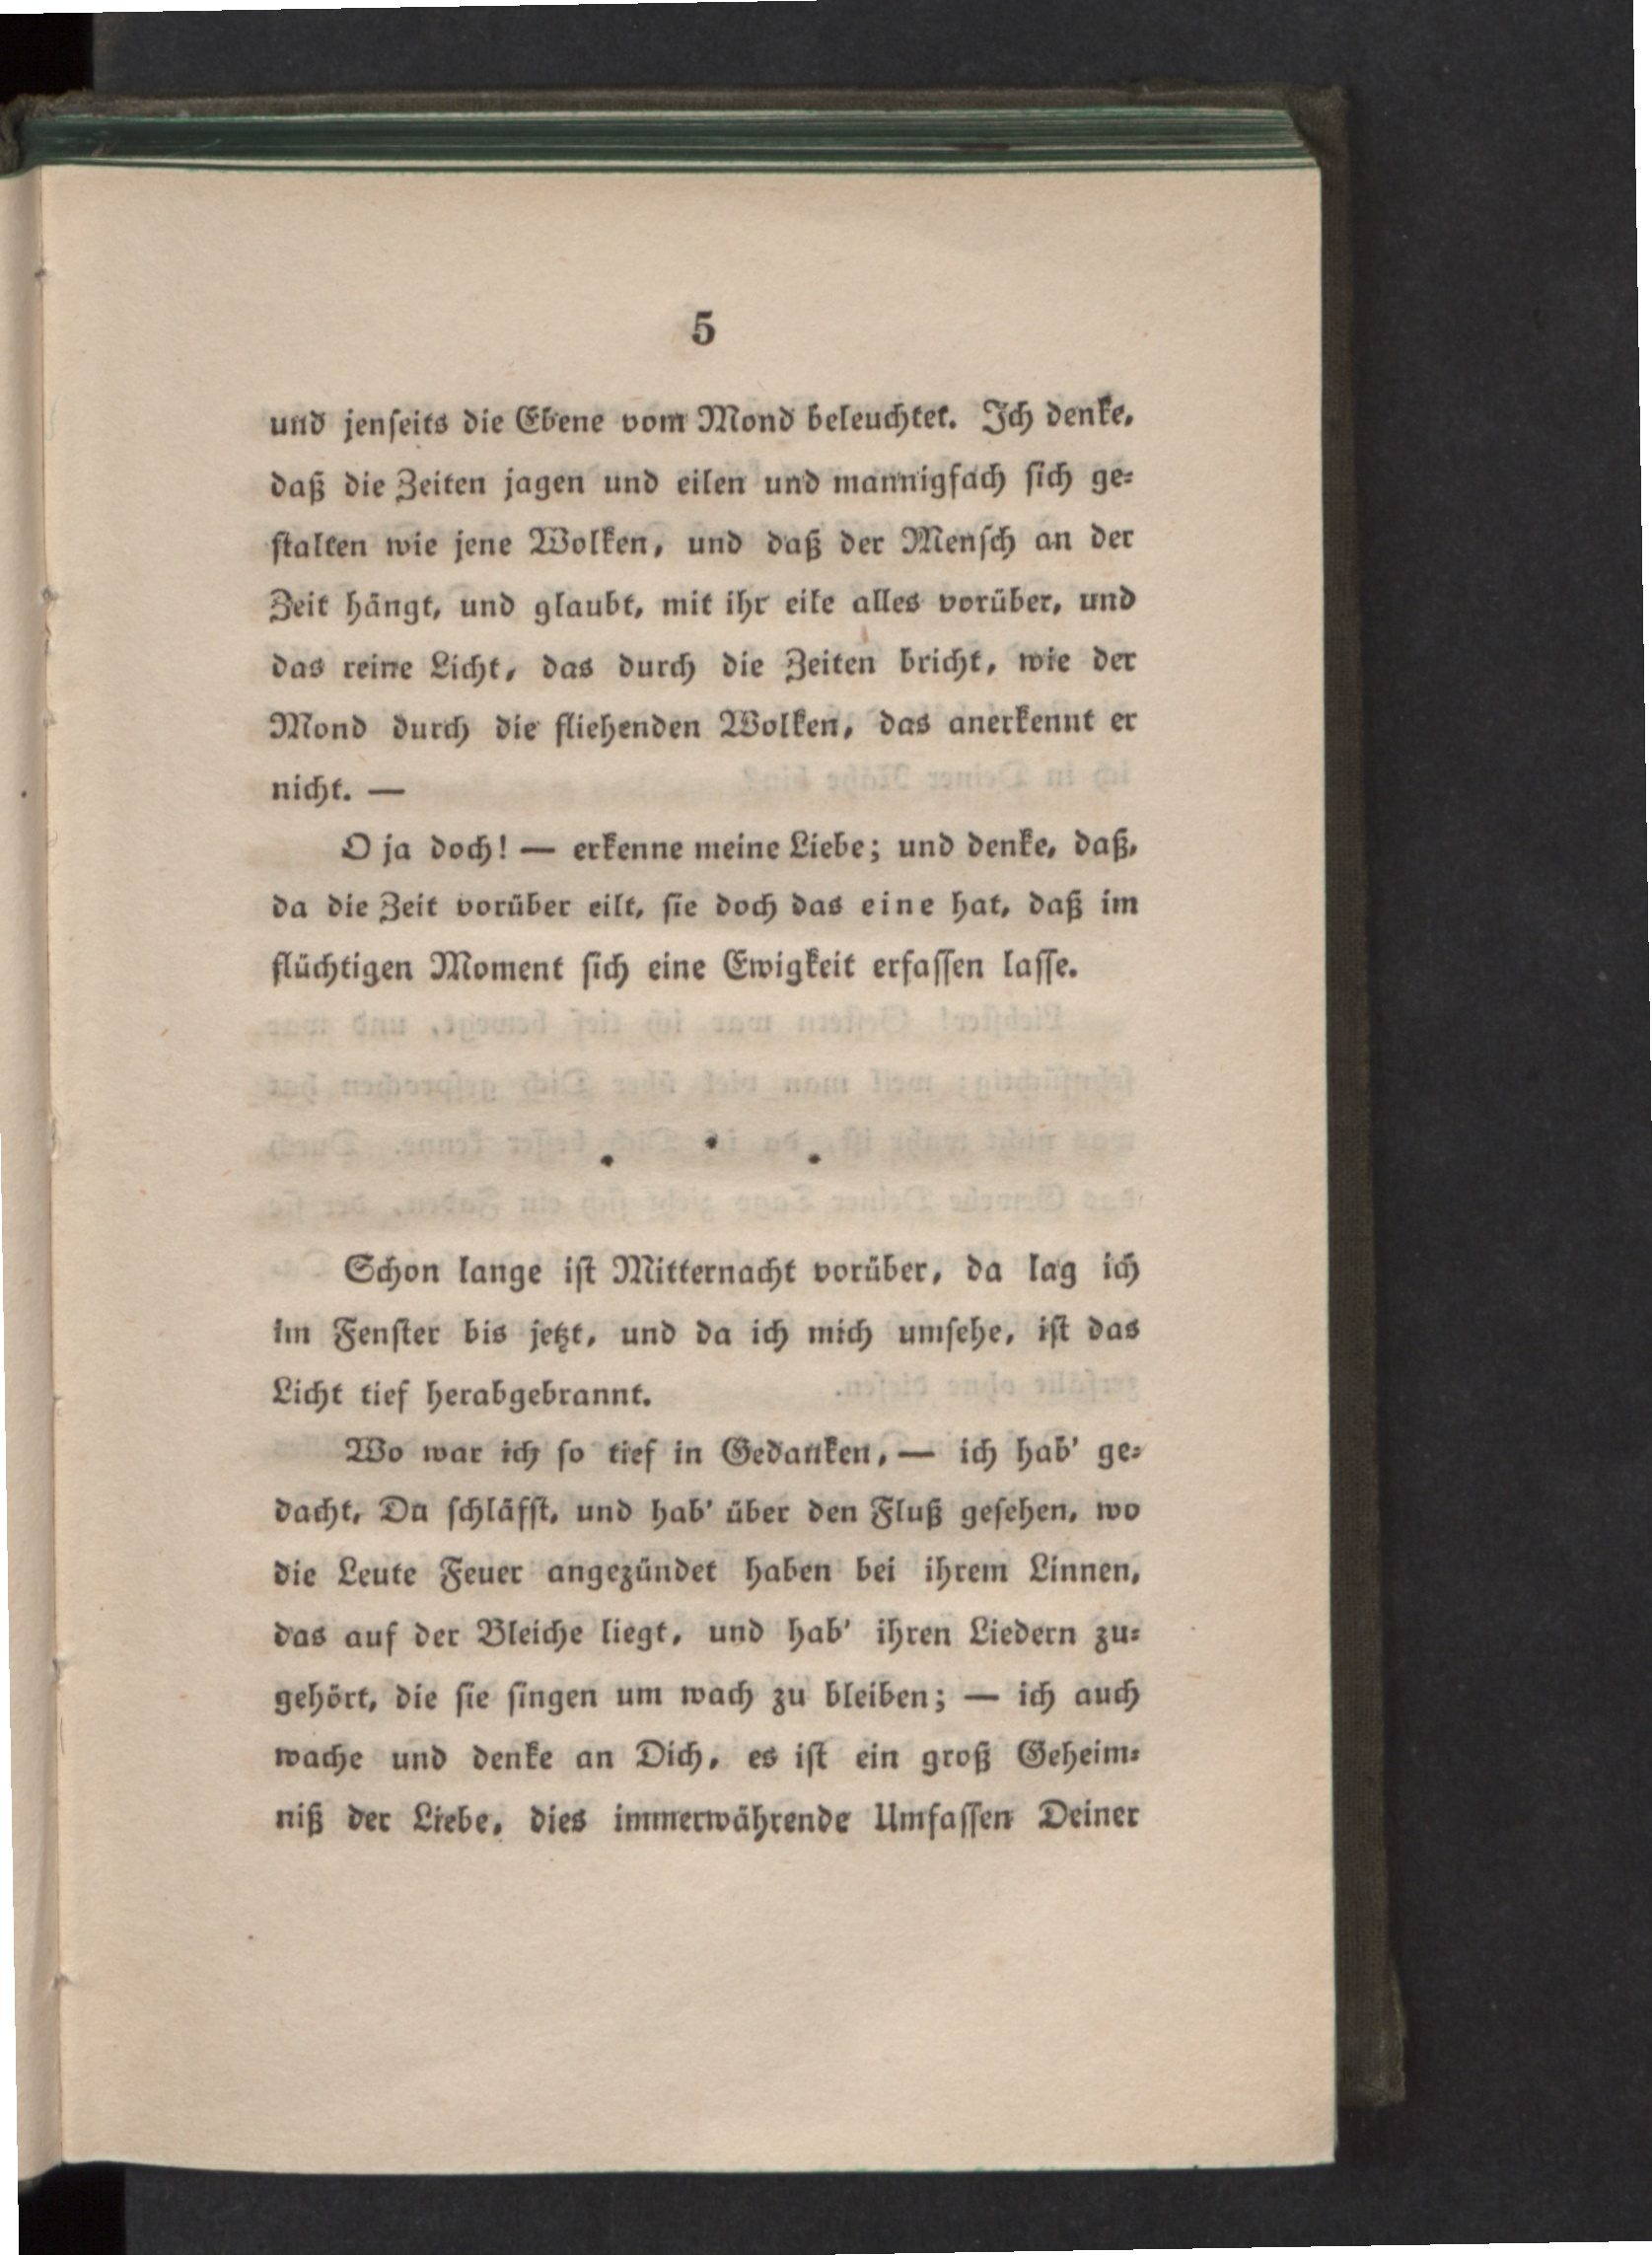 5
und jenseits die Ebene vom Mond beleuchtet. Ich denke,
daß die Zeiten jagen und eilen und mannigfach sich ge-
stalten wie jene Wolken, und daß der Mensch an der
Zeit hängt, und glaubt, mit ihr eile alles vorüber, und
das reine Licht, das durch die Zeiten bricht, wie der
Mond durch die fliehenden Wolken, das anerkennt er
nicht. —
O ja doch! — erkenne meine Liebe; und denke, daß,
da die Zeit vorüber eilt, sie doch das eine hat, daß im
flüchtigen Moment sich eine Ewigkeit erfassen lasse.
Schon lange ist Mitternacht vorüber, da lag ich
im Fenster bis jetzt, und da ich mich umsehe, ist das
Licht tief herabgebrannt.
Wo war ich so tief in Gedanken, — ich hab' ge-
dacht, Du schläfst, und hab' über den Fluß gesehen, wo
die Leute Feuer angezündet haben bei ihrem Linnen,
das auf der Bleiche liegt, und hab' ihren Liedern zu-
gehört, die sie singen um wach zu bleiben; — ich auch
wache und denke an Dich, es ist ein groß Geheim-
niß der Liebe, dies immerwährende Umfassen Deiner